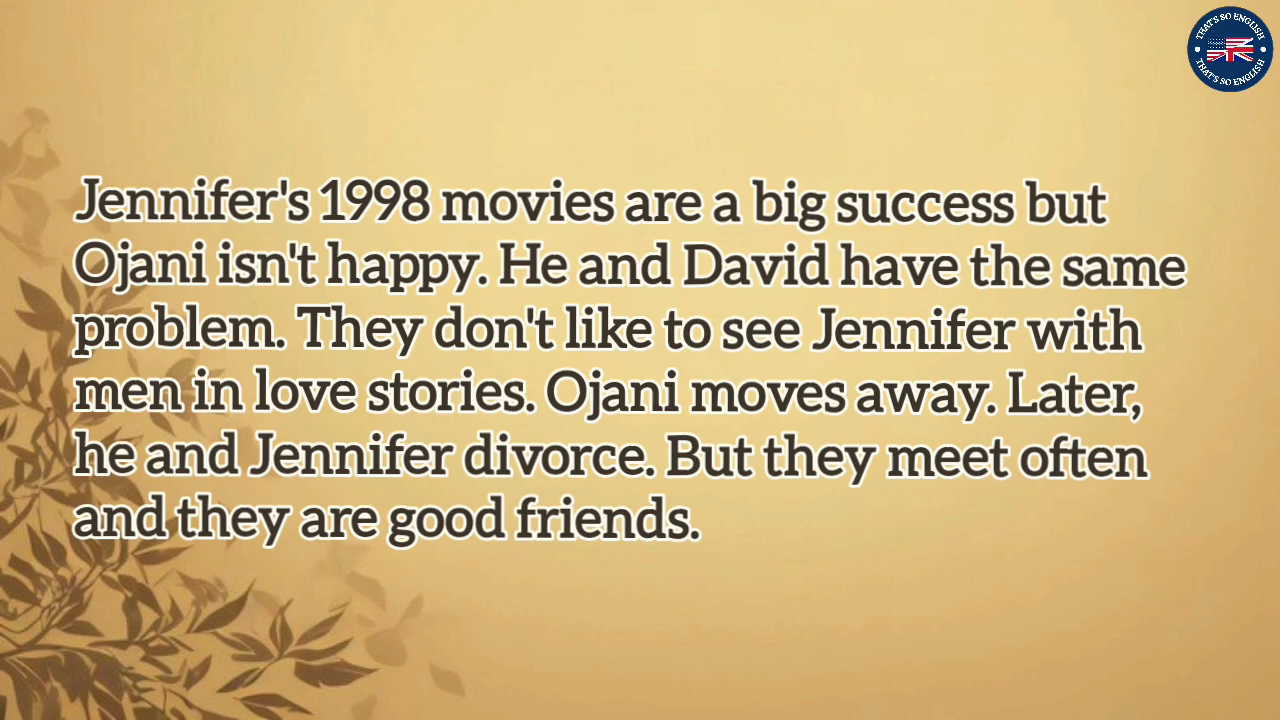 THAT'S SO ENGLISH
THAT'S SO ENGLISH
Jennifer's 1998 movies are a big success but
Ojani isn't happy. He and David have the same
problem. They don't like to see Jennifer with
men in love stories. Ojani moves away. Later,
he and Jennifer divorce. But they meet often
and they are good friends.